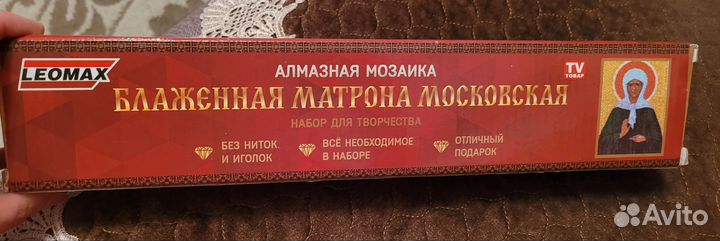 LEOMAX
АЛМАЗНАЯ МОЗАИКА
БЛАЖЕННАЯ МАТРОНА МОСКОВСКАЯ
НАБОР ДЛЯ ТВОРЧЕСТВА
БЕЗ НИТОК
И ИГОЛОК
ВСЁ НЕОБХОДИМОЕ
В НАБОРЕ
ОТЛИЧНЫЙ
ПОДАРОК
TV
ТОВАР
Avito